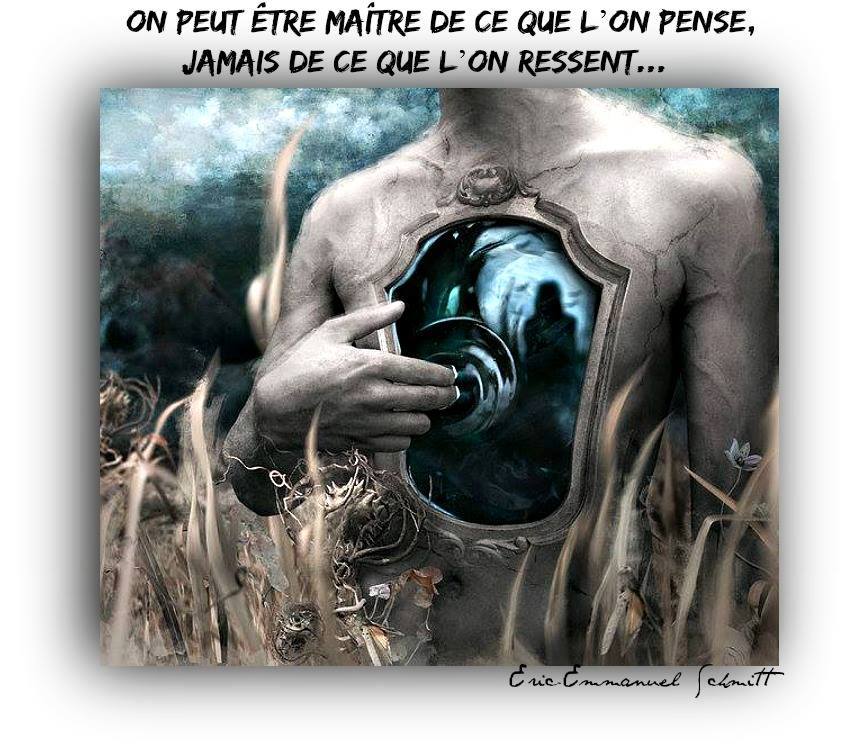 ON PEUT ÊTRE MAÎTRE DE CE QUE L'ON PENSE,
JAMAIS DE CE QUE L'ON RESSENT...
Eric-Emmanuel Schmitt